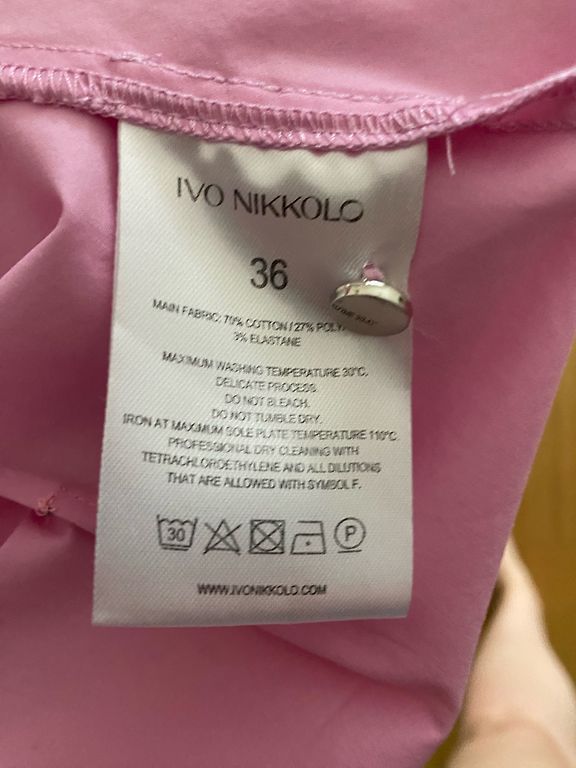 IVO NIKKOLO
36
MAIN FABRIC: 70% COTTON / 27% POLY
3% ELASTANE
MAXIMUM WASHING TEMPERATURE 30°C.
DELICATE PROCESS.
DO NOT BLEACH.
DO NOT TUMBLE DRY.
IRON AT MAXIMUM SOLE PLATE TEMPERATURE 110°C.
PROFESSIONAL DRY CLEANING WITH
TETRACHLOROETHYLENE AND ALL DILUTIONS
THAT ARE ALLOWED WITH SYMBOL F.
30 P
WWW.IVONIKKOLO.COM